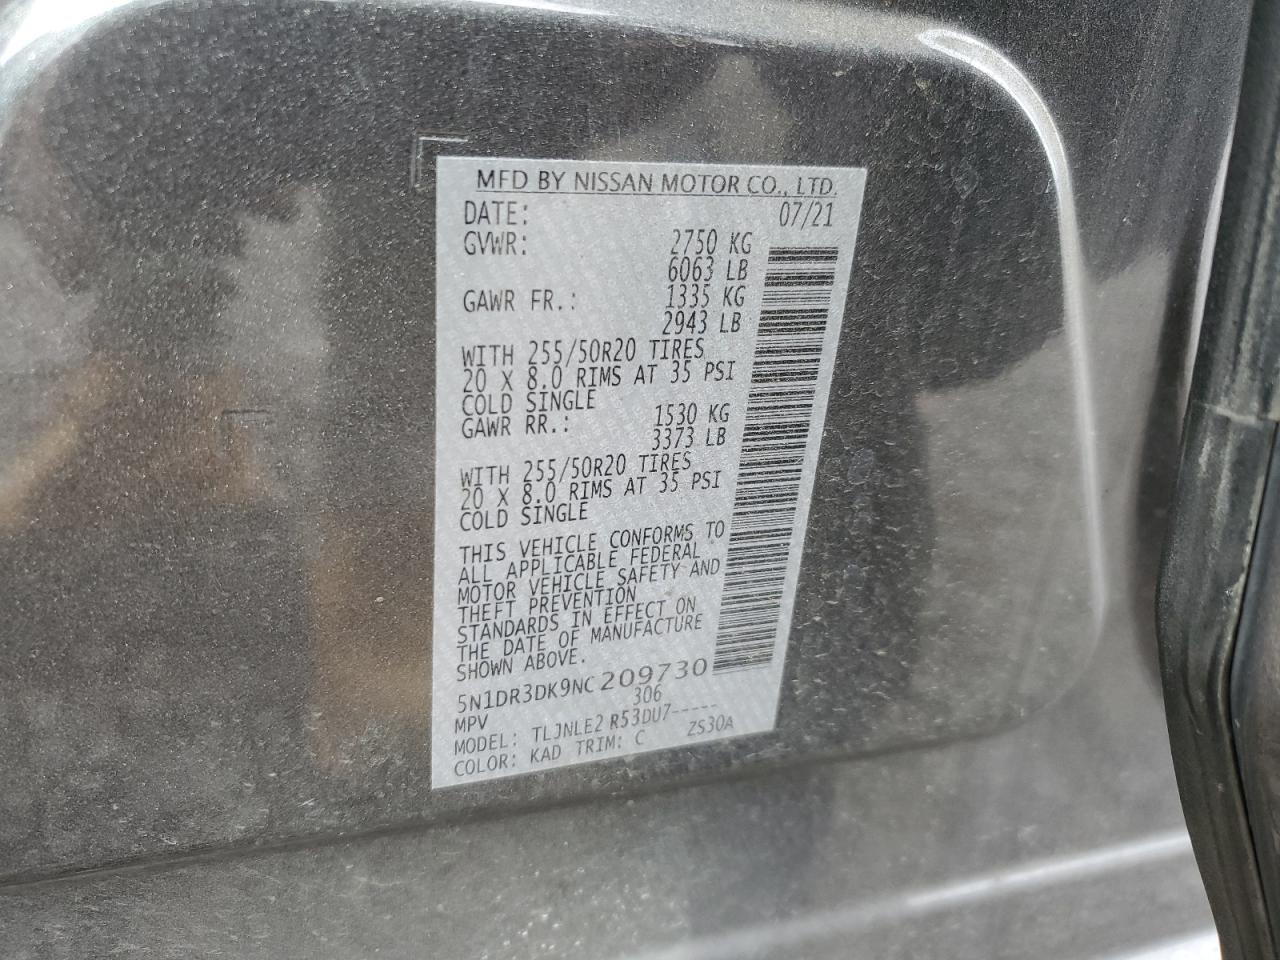 MFD BY NISSAN MOTOR CO., LTD.
DATE: 07/21
GVWR: 2750 KG
6063 LB
GAWR FR.: 1335 KG
2943 LB
WITH 255/50R20 TIRES
20 X 8.0 RIMS AT 35 PSI
COLD SINGLE
GAWR RR.: 1530 KG
3373 LB
WITH 255/50R20 TIRES
20 X 8.0 RIMS AT 35 PSI
COLD SINGLE
THIS VEHICLE CONFORMS TO
ALL APPLICABLE FEDERAL
MOTOR VEHICLE SAFETY AND
THEFT PREVENTION
STANDARDS IN EFFECT ON
THE DATE OF MANUFACTURE
SHOWN ABOVE.
5N1DR3DK9NC209730
MPV 306
MODEL: TLJNLE2 R53DU7-----
COLOR: KAD TRIM: C ZS30A